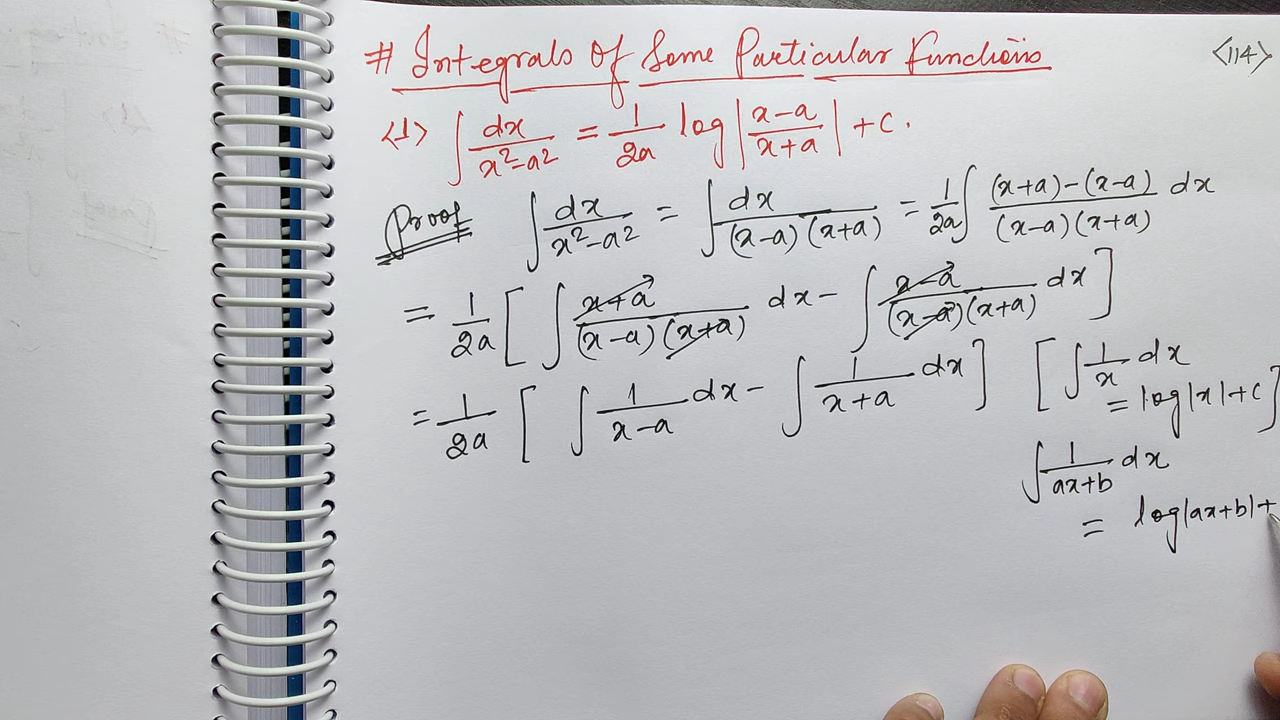 # Integrals Of Some Particular Functions <114>
<1> ∫ dx/(x²-a²) = 1/2a log|(x-a)/(x+a)| + c.
Proof ∫ dx/(x²-a²) = ∫ dx/((x-a)(x+a)) = 1/2a ∫ ((x+a)-(x-a))/((x-a)(x+a)) dx
= 1/2a [ ∫ (x+a)/((x-a)(x+a)) dx - ∫ (x-a)/((x-a)(x+a)) dx ]
= 1/2a [ ∫ 1/(x-a) dx - ∫ 1/(x+a) dx ] [ ∫ 1/x dx
= log|x|+c ]
∫ 1/(ax+b) dx
= log|ax+b|+